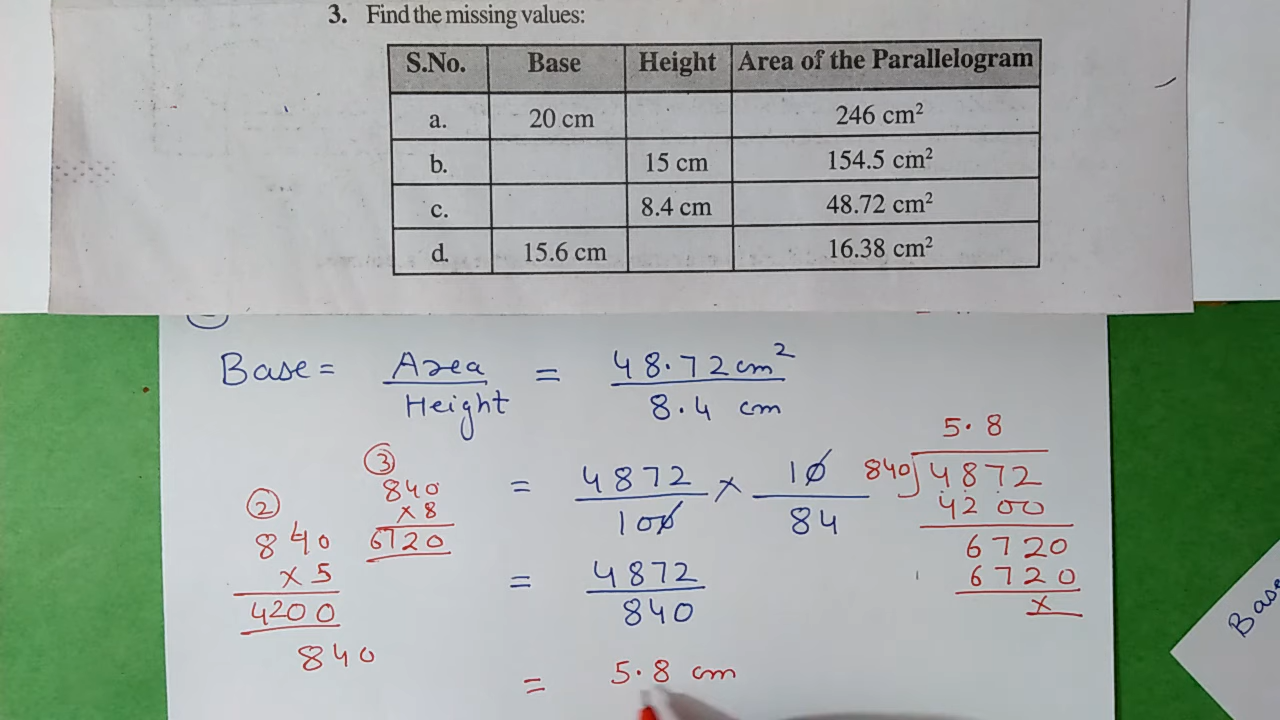 3. Find the missing values:
S.No. Base Height Area of the Parallelogram
a. 20 cm 246 cm²
b. 15 cm 154.5 cm²
c. 8.4 cm 48.72 cm²
d. 15.6 cm 16.38 cm²
Base = Area = 48.72 cm²
Height 8.4 cm
5.8
③ = 4872 × 10 840 4872
② 840 100 84 4200
840 ×8 6720
×5 6720 = 4872 6720
4200 840 ×
840
= 5.8 cm
Base